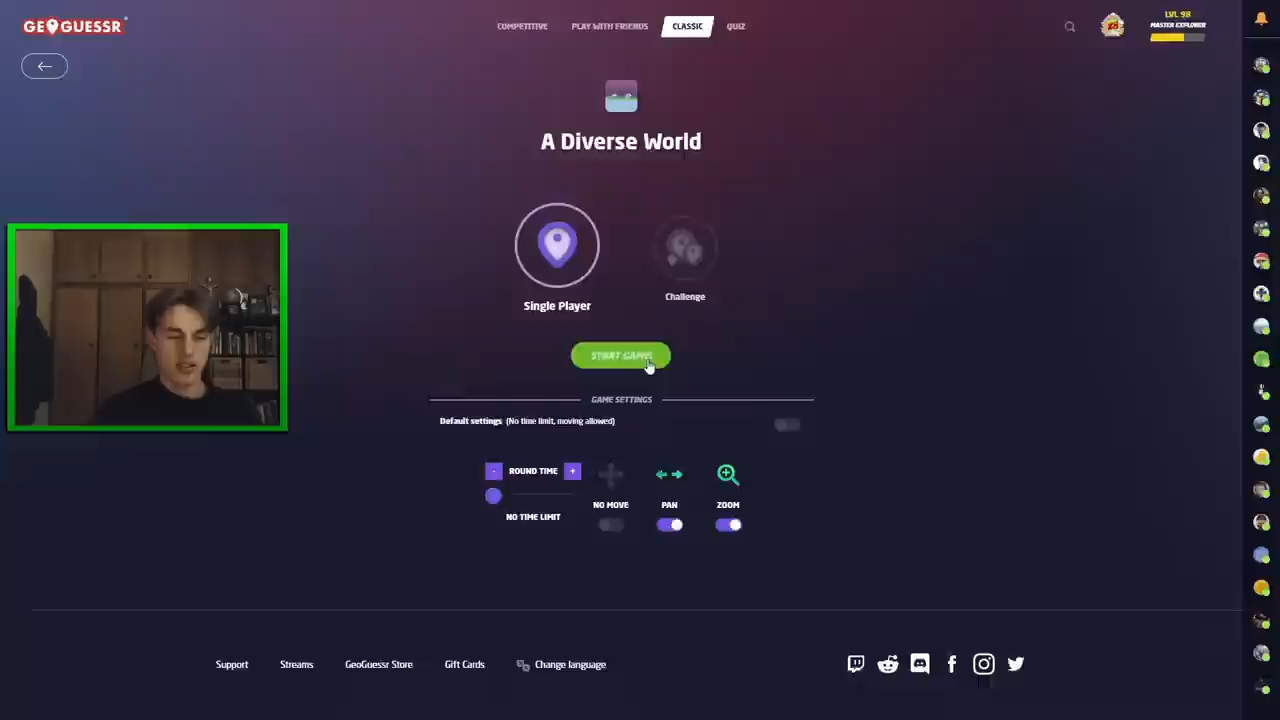 GEOGUESSR
COMPETITIVE
PLAY WITH FRIENDS
CLASSIC
QUIZ
LVL 98
MASTER EXPLORER
A Diverse World
Single Player
Challenge
START GAME
GAME SETTINGS
Default settings (No time limit, moving allowed)
- ROUND TIME +
NO TIME LIMIT
NO MOVE
PAN
ZOOM
Support
Streams
GeoGuessr Store
Gift Cards
Change language